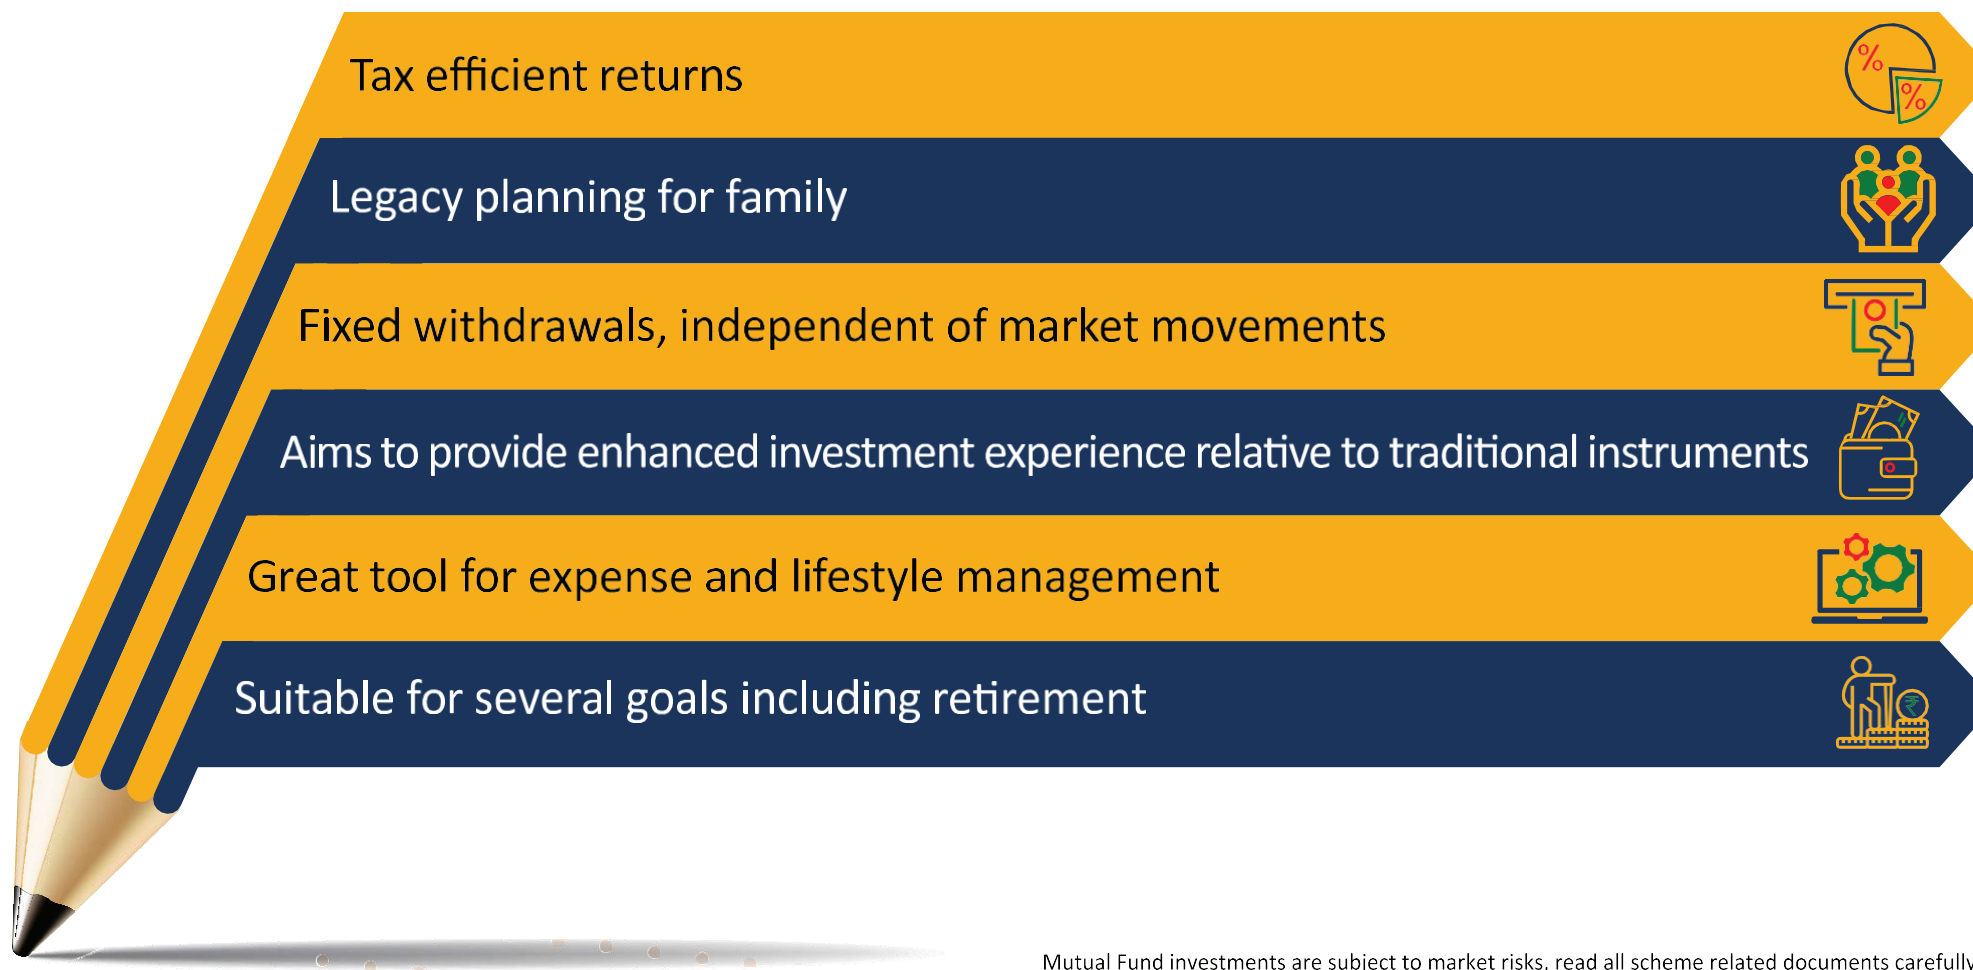 Tax efficient returns
%
%
Legacy planning for family
Fixed withdrawals, independent of market movements
Aims to provide enhanced investment experience relative to traditional instruments
Great tool for expense and lifestyle management
Suitable for several goals including retirement
₹
Mutual Fund investments are subject to market risks, read all scheme related documents carefully